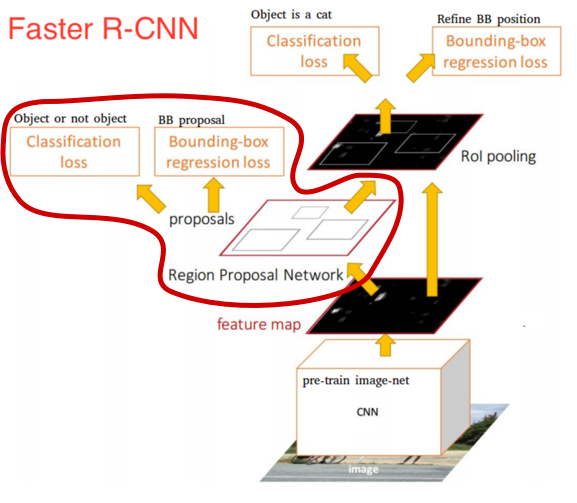 Faster R-CNN
Object is a cat
Classification
loss
Refine BB position
Bounding-box
regression loss
Object or not object
Classification
loss
BB proposal
Bounding-box
regression loss
RoI pooling
proposals
Region Proposal Network
feature map
pre-train image-net
CNN
image